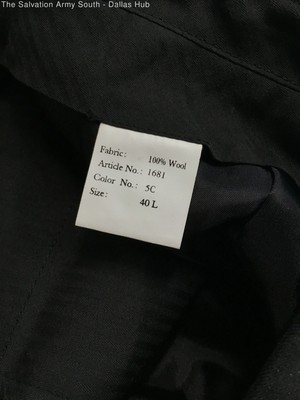 The Salvation Army South - Dallas Hub
Fabric: 100% Wool
Article No.: 1681
Color No.: 5C
Size: 40 L